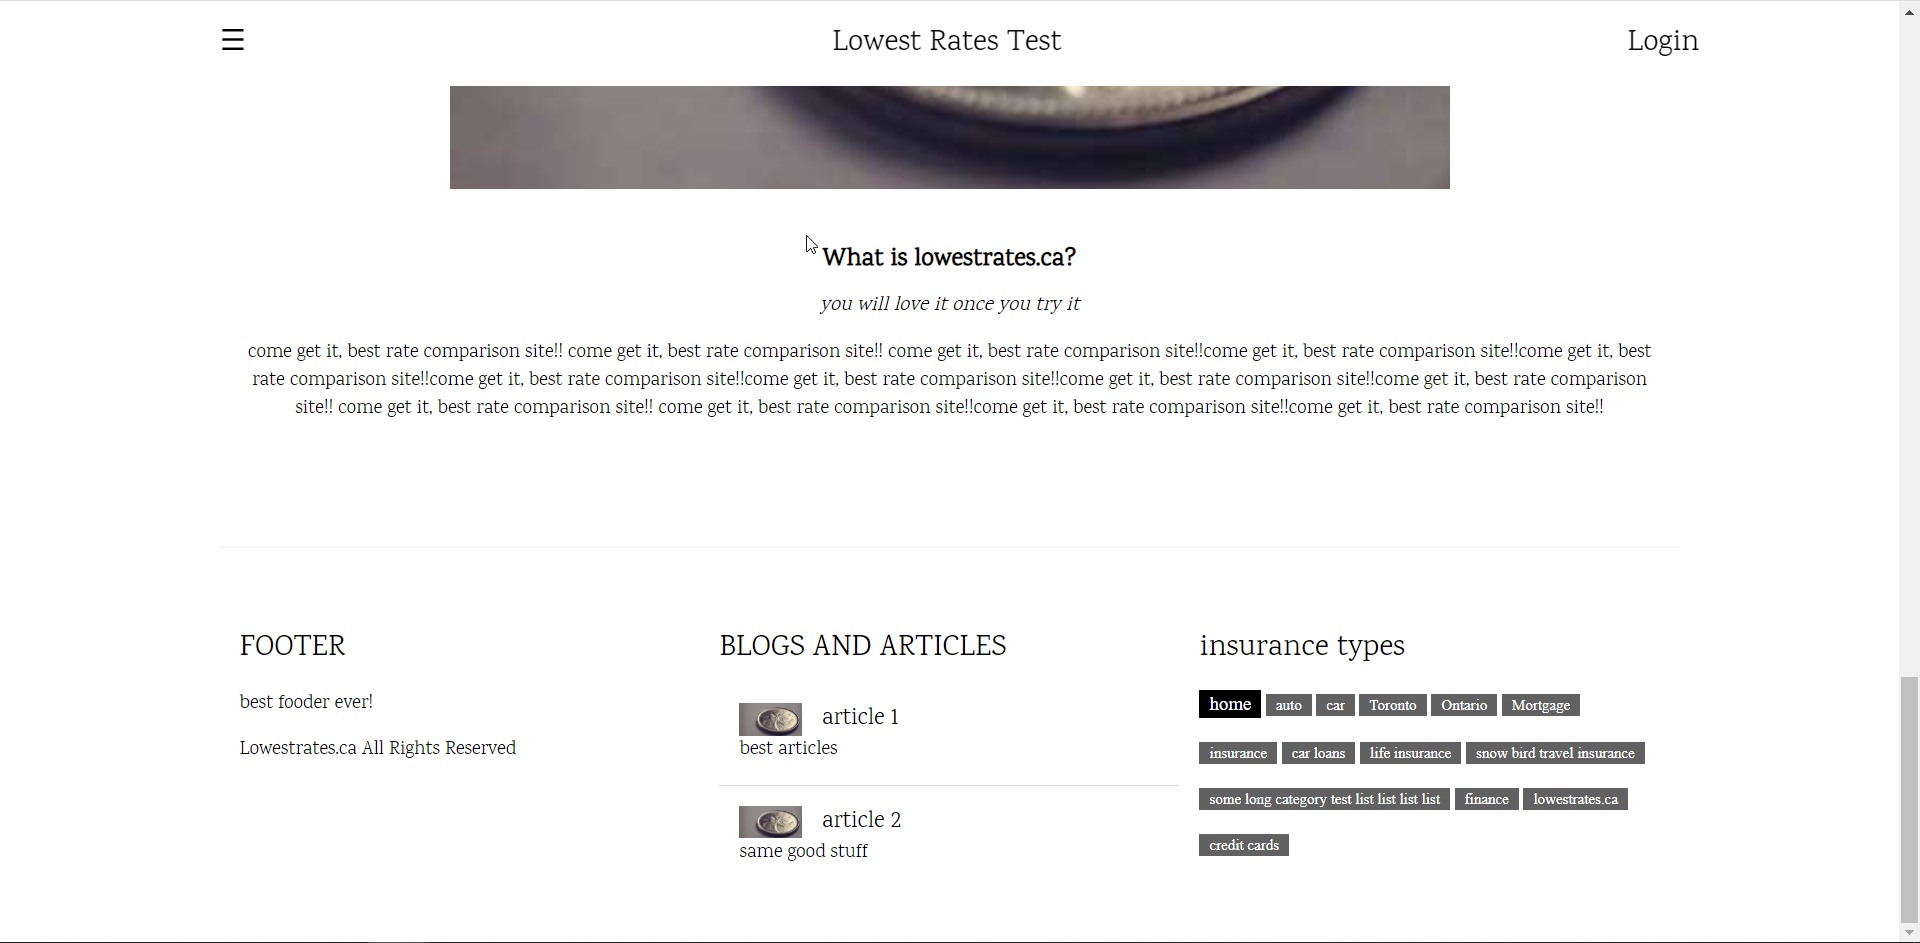 ☰ Lowest Rates Test Login
What is lowestrates.ca?
you will love it once you try it
come get it, best rate comparison site!! come get it, best rate comparison site!! come get it, best rate comparison site!!come get it, best rate comparison site!!come get it, best
rate comparison site!!come get it, best rate comparison site!!come get it, best rate comparison site!!come get it, best rate comparison site!!come get it, best rate comparison
site!! come get it, best rate comparison site!! come get it, best rate comparison site!!come get it, best rate comparison site!!come get it, best rate comparison site!!
FOOTER
best fooder ever!
Lowestrates.ca All Rights Reserved
BLOGS AND ARTICLES
article 1
best articles
article 2
same good stuff
insurance types
home auto car Toronto Ontario Mortgage
insurance car loans life insurance snow bird travel insurance
some long category test list list list list finance lowestrates.ca
credit cards